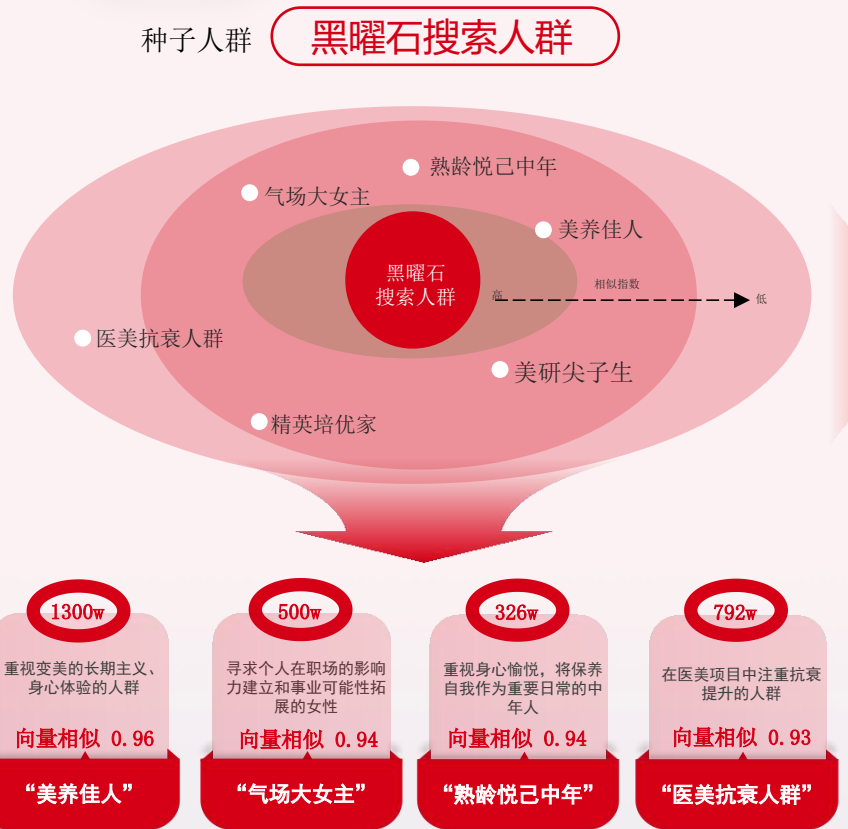 种子人群
黑曜石搜索人群
熟龄悦己中年
气场大女主
美养佳人
黑曜石
搜索人群
高
相似指数
低
医美抗衰人群
美研尖子生
精英培优家
1300w
重视变美的长期主义、
身心体验的人群
向量相似 0.96
“美养佳人”
500w
寻求个人在职场的影响
力建立和事业可能性拓
展的女性
向量相似 0.94
“气场大女主”
326w
重视身心愉悦，将保养
自我作为重要日常的中
年人
向量相似 0.94
“熟龄悦己中年”
792w
在医美项目中注重抗衰
提升的人群
向量相似 0.93
“医美抗衰人群”